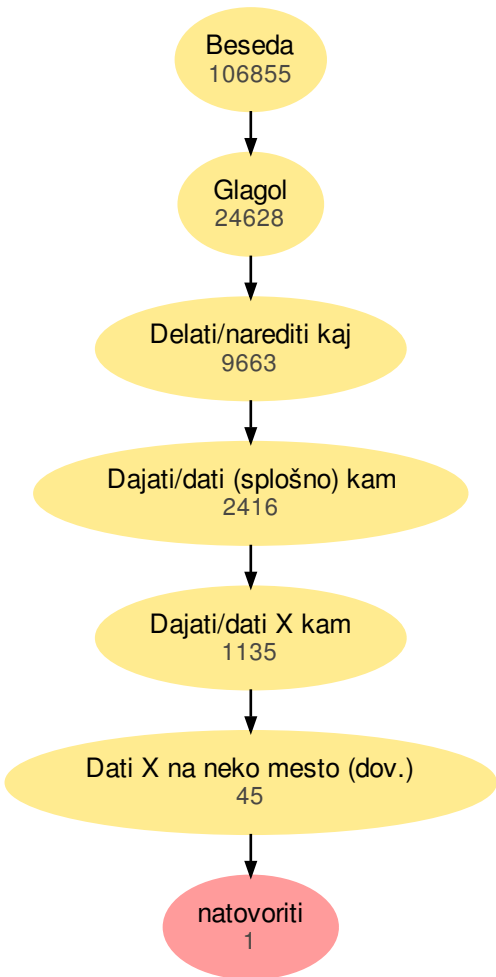 Beseda
106855
Glagol
24628
Delati/narediti kaj
9663
Dajati/dati (splošno) kam
2416
Dajati/dati X kam
1135
Dati X na neko mesto (dov.)
45
natovoriti
1